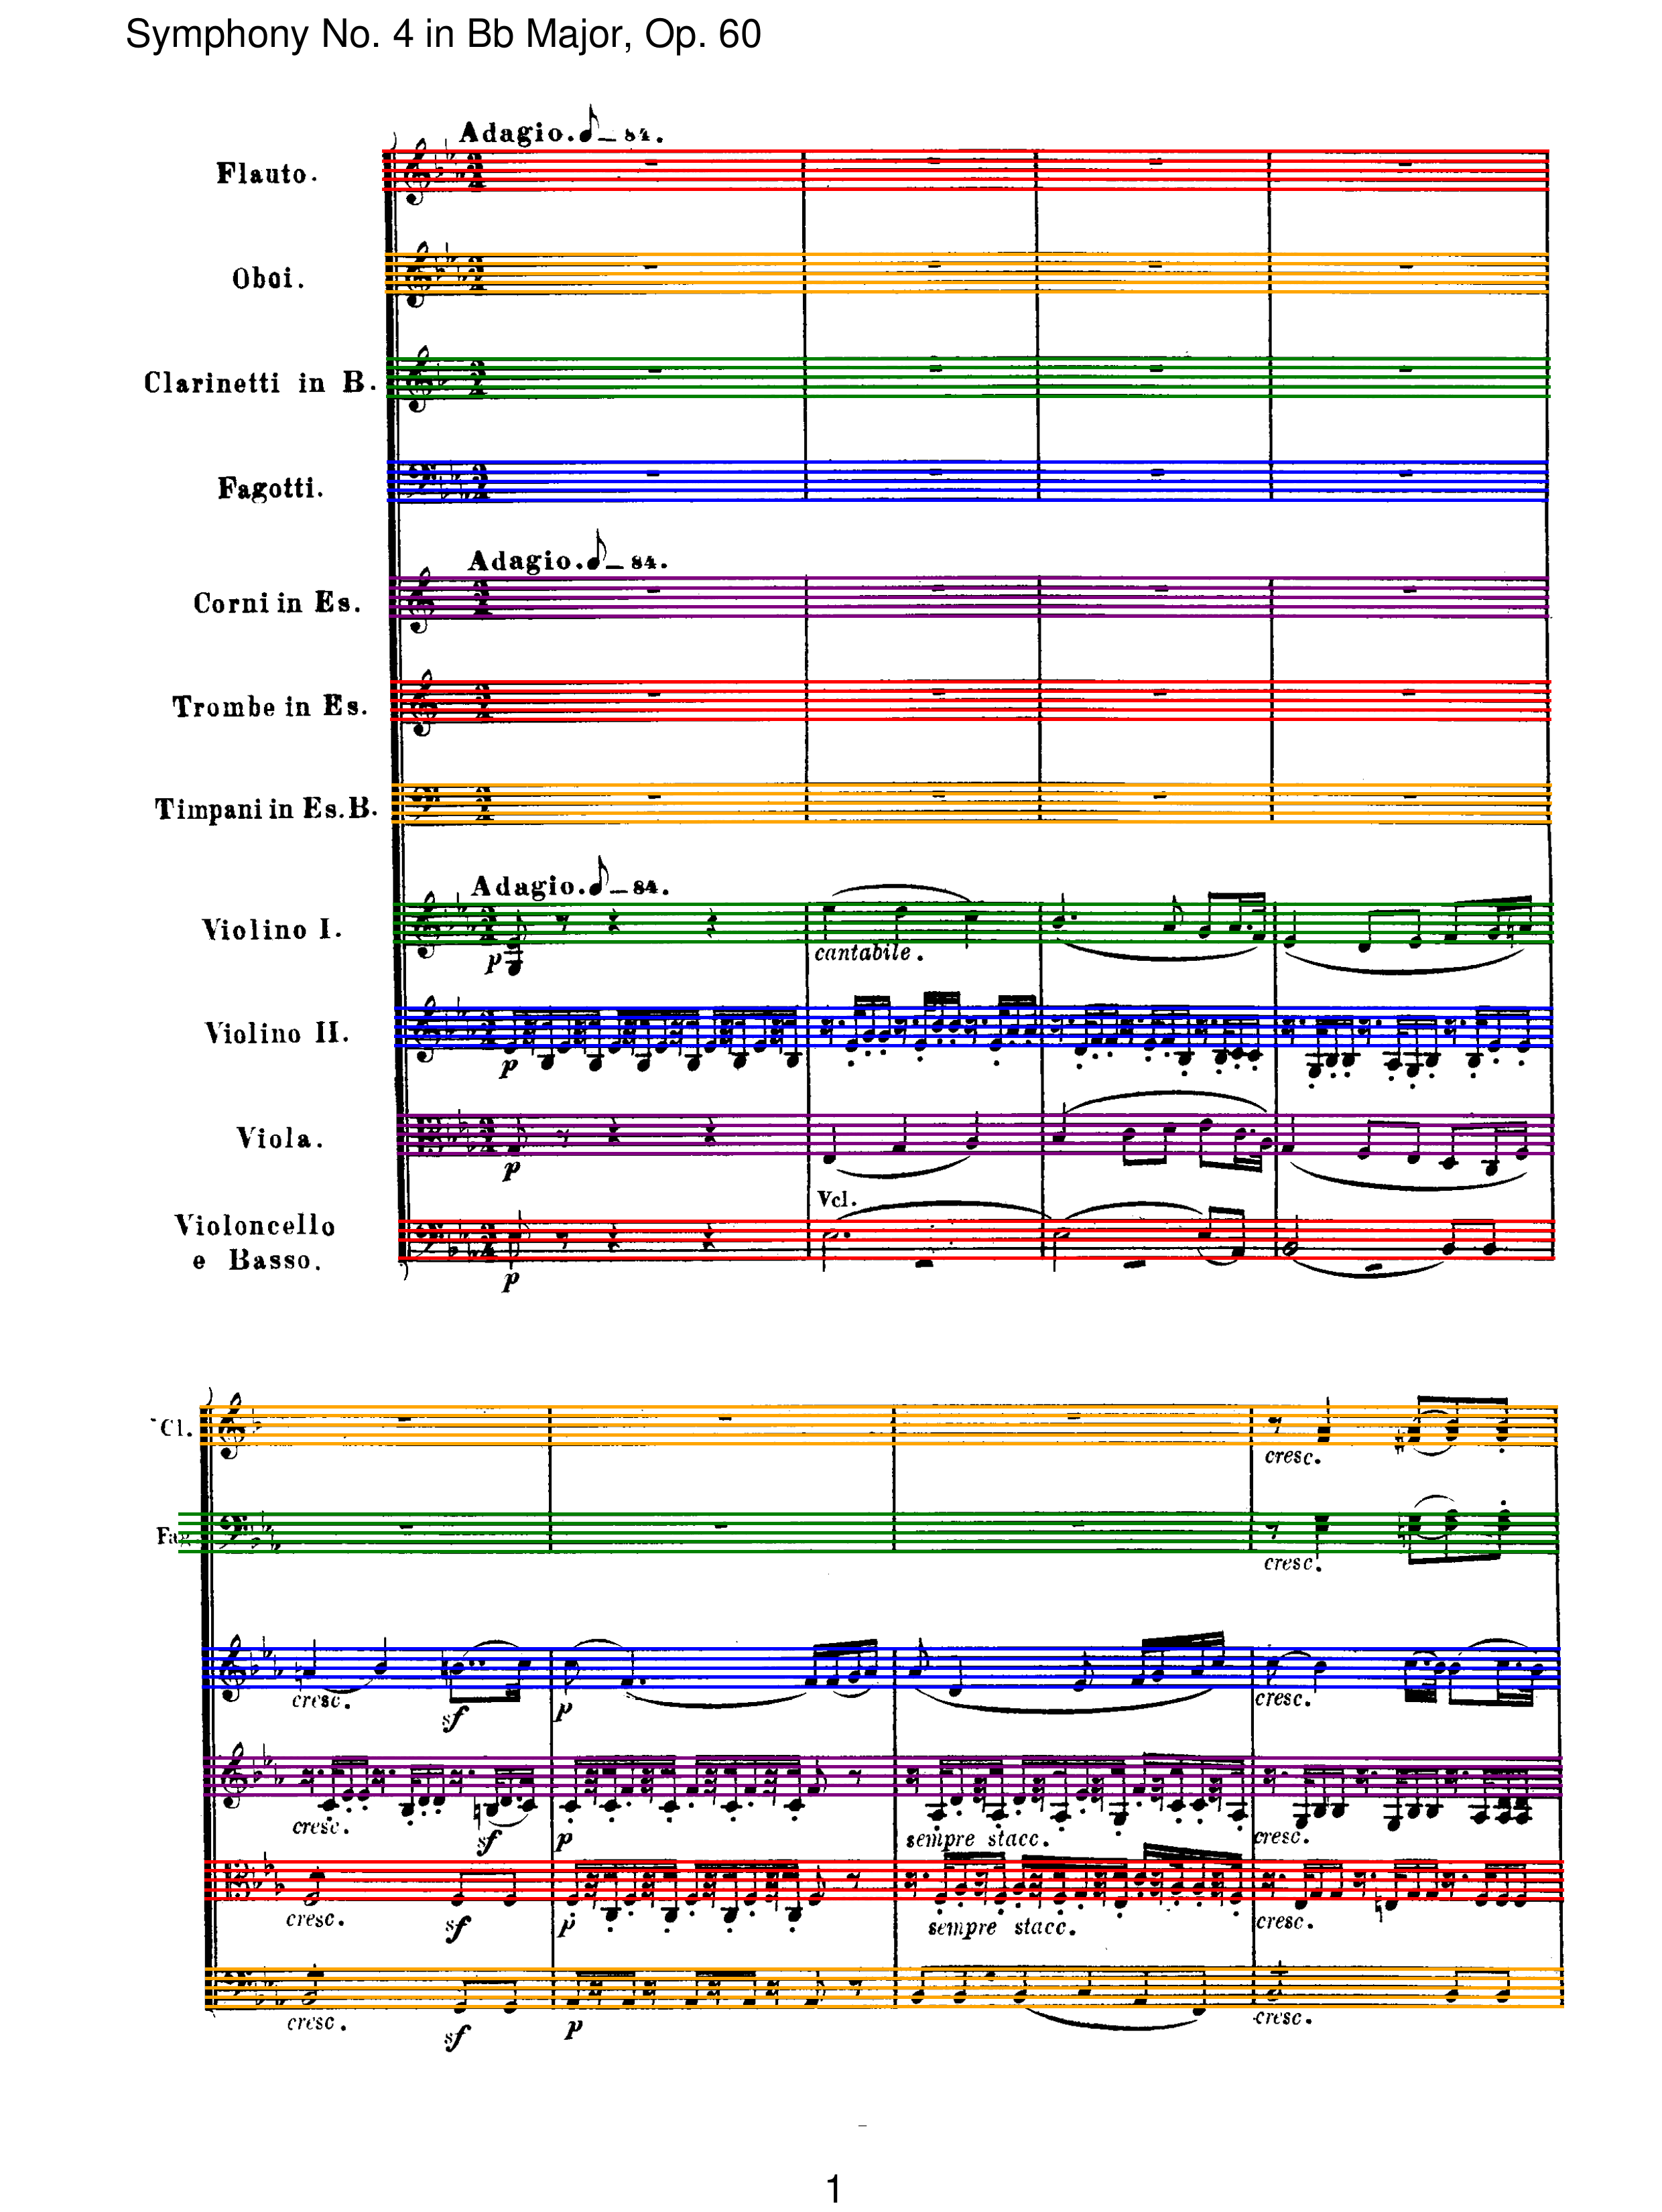 Symphony No. 4 in Bb Major, Op. 60
Adagio. ♪ = 84.
Flauto.
Oboi.
Clarinetti in B.
Fagotti.
Adagio. ♪ = 84.
Corni in Es.
Trombe in Es.
Timpani in Es. B.
Adagio. ♪ = 84.
Violino I.
p
cantabile.
Violino II.
p
Viola.
p
Vcl.
Violoncello
e Basso.
p
Cl.
cresc.
Fag
cresc.
cresc. sf p cresc.
cresc. sf p sempre stacc. cresc.
cresc. sf p sempre stacc. cresc.
cresc. sf p cresc.
1